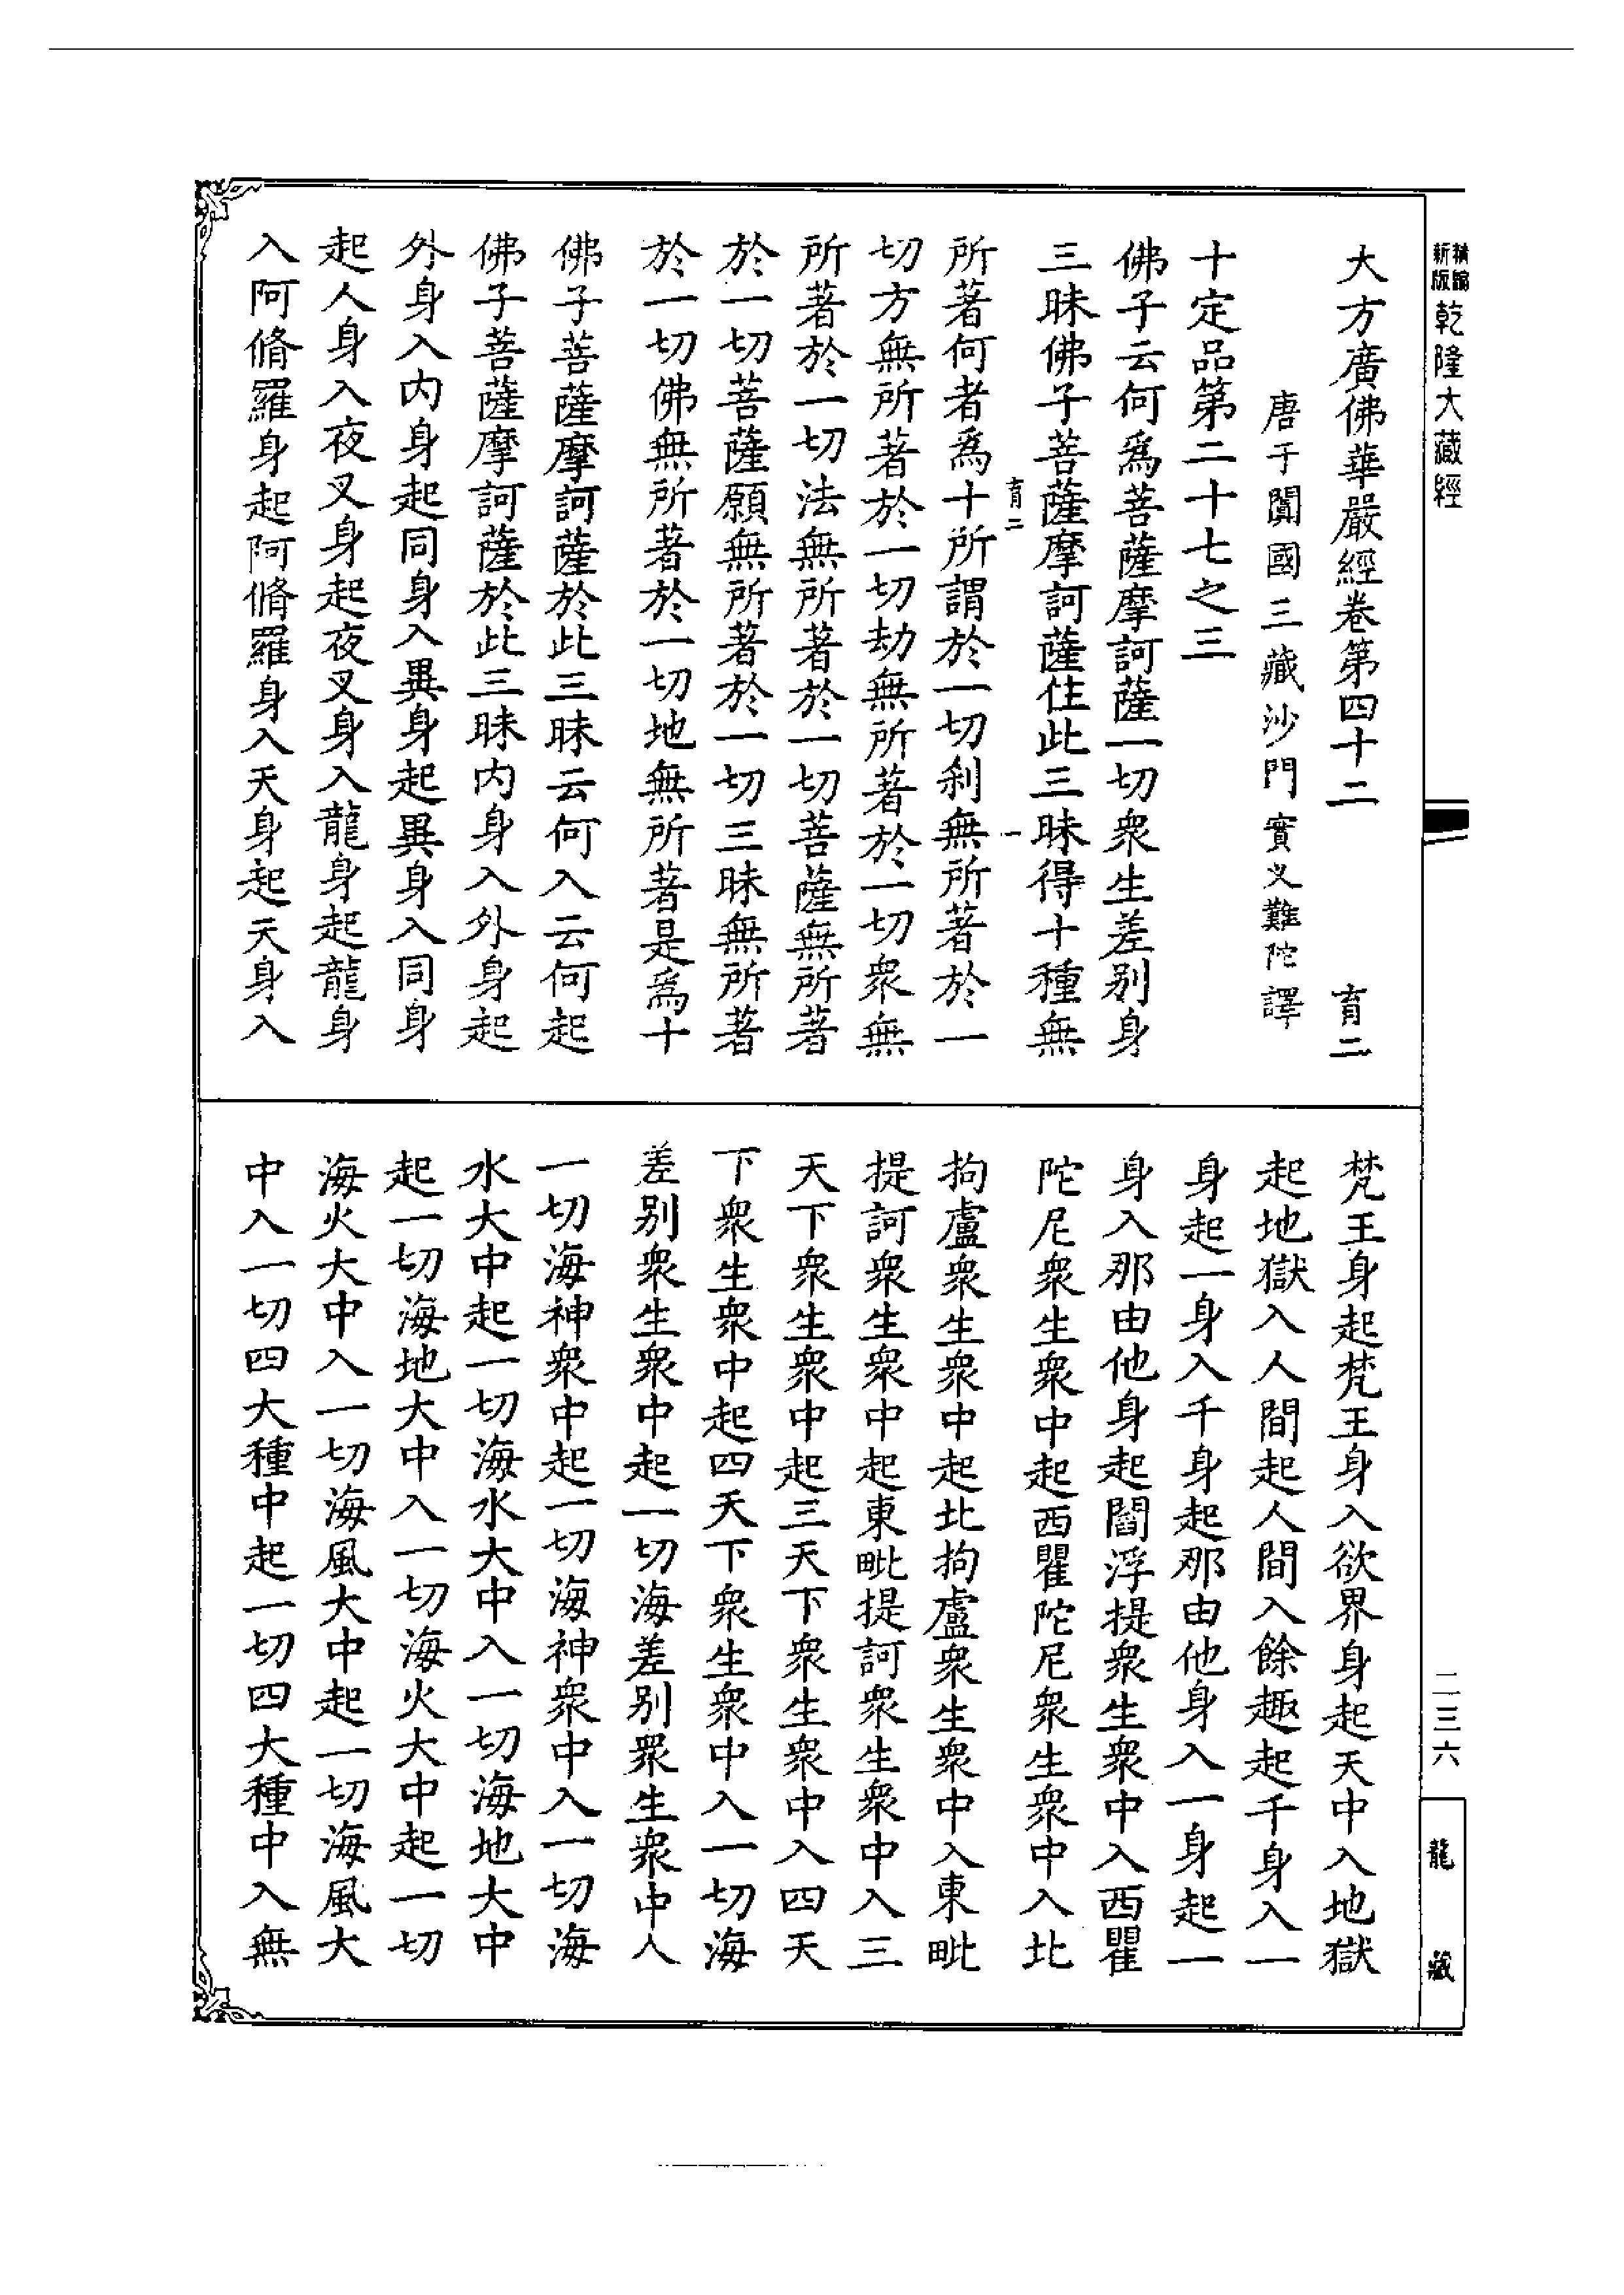 精編
新版
乾隆大藏經
大方廣佛華嚴經卷第四十二 育二
唐于闐國三藏沙門實叉難陀譯
十定品第二十七之三
佛子云何爲菩薩摩訶薩一切衆生差别身
三昧佛子菩薩摩訶薩住此三昧得十種無
育二 一
所著何者爲十所謂於一切刹無所著於一
切方無所著於一切劫無所著於一切衆無
所著於一切法無所著於一切菩薩無所著
於一切菩薩願無所著於一切三昧無所著
於一切佛無所著於一切地無所著是爲十
佛子菩薩摩訶薩於此三昧云何入云何起
佛子菩薩摩訶薩於此三昧内身入外身起
外身入内身起同身入異身起異身入同身
起人身入夜叉身起夜叉身入龍身起龍身
入阿脩羅身起阿脩羅身入天身起天身入
梵王身起梵王身入欲界身起天中入地獄
起地獄入人間起人間入餘趣起千身入一
身起一身入千身起那由他身入一身起一
身入那由他身起閻浮提衆生衆中入西瞿
陀尼衆生衆中起西瞿陀尼衆生衆中入北
拘盧衆生衆中起北拘盧衆生衆中入東毗
提訶衆生衆中起東毗提訶衆生衆中入三
天下衆生衆中起三天下衆生衆中入四天
下衆生衆中起四天下衆生衆中入一切海
差别衆生衆中起一切海差别衆生衆中入
一切海神衆中起一切海神衆中入一切海
水大中起一切海水大中入一切海地大中
起一切海地大中入一切海火大中起一切
海火大中入一切海風大中起一切海風大
中入一切四大種中起一切四大種中入無
二三六
龍藏